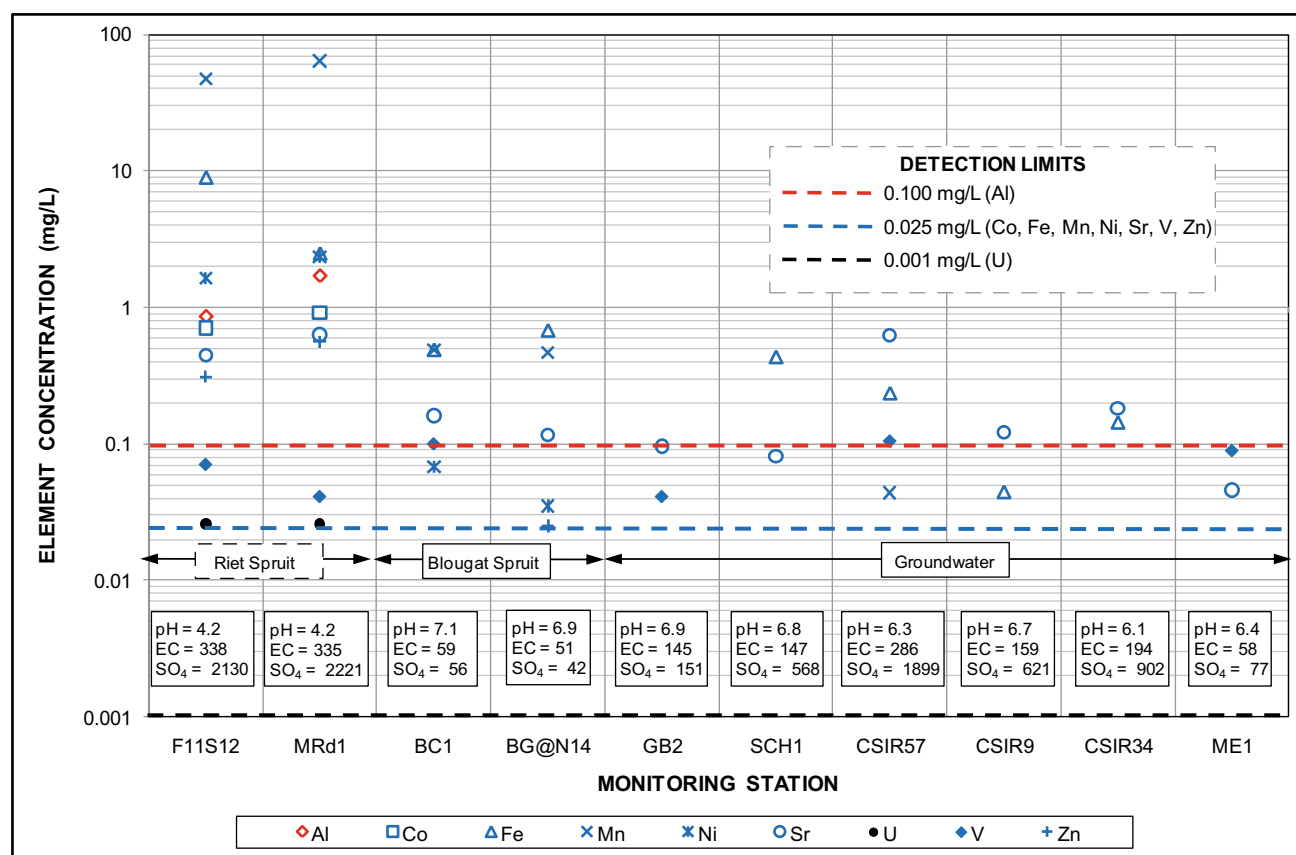 ELEMENT CONCENTRATION (mg/L)
100
10
1
0.1
0.01
0.001
DETECTION LIMITS
0.100 mg/L (Al)
0.025 mg/L (Co, Fe, Mn, Ni, Sr, V, Zn)
0.001 mg/L (U)
Riet Spruit
Blougat Spruit
Groundwater
pH = 4.2
EC = 338
SO₄ = 2130
pH = 4.2
EC = 335
SO₄ = 2221
pH = 7.1
EC = 59
SO₄ = 56
pH = 6.9
EC = 51
SO₄ = 42
pH = 6.9
EC = 145
SO₄ = 151
pH = 6.8
EC = 147
SO₄ = 568
pH = 6.3
EC = 286
SO₄ = 1899
pH = 6.7
EC = 159
SO₄ = 621
pH = 6.1
EC = 194
SO₄ = 902
pH = 6.4
EC = 58
SO₄ = 77
F11S12 MRd1 BC1 BG@N14 GB2 SCH1 CSIR57 CSIR9 CSIR34 ME1
MONITORING STATION
Al Co Fe Mn Ni Sr U V Zn